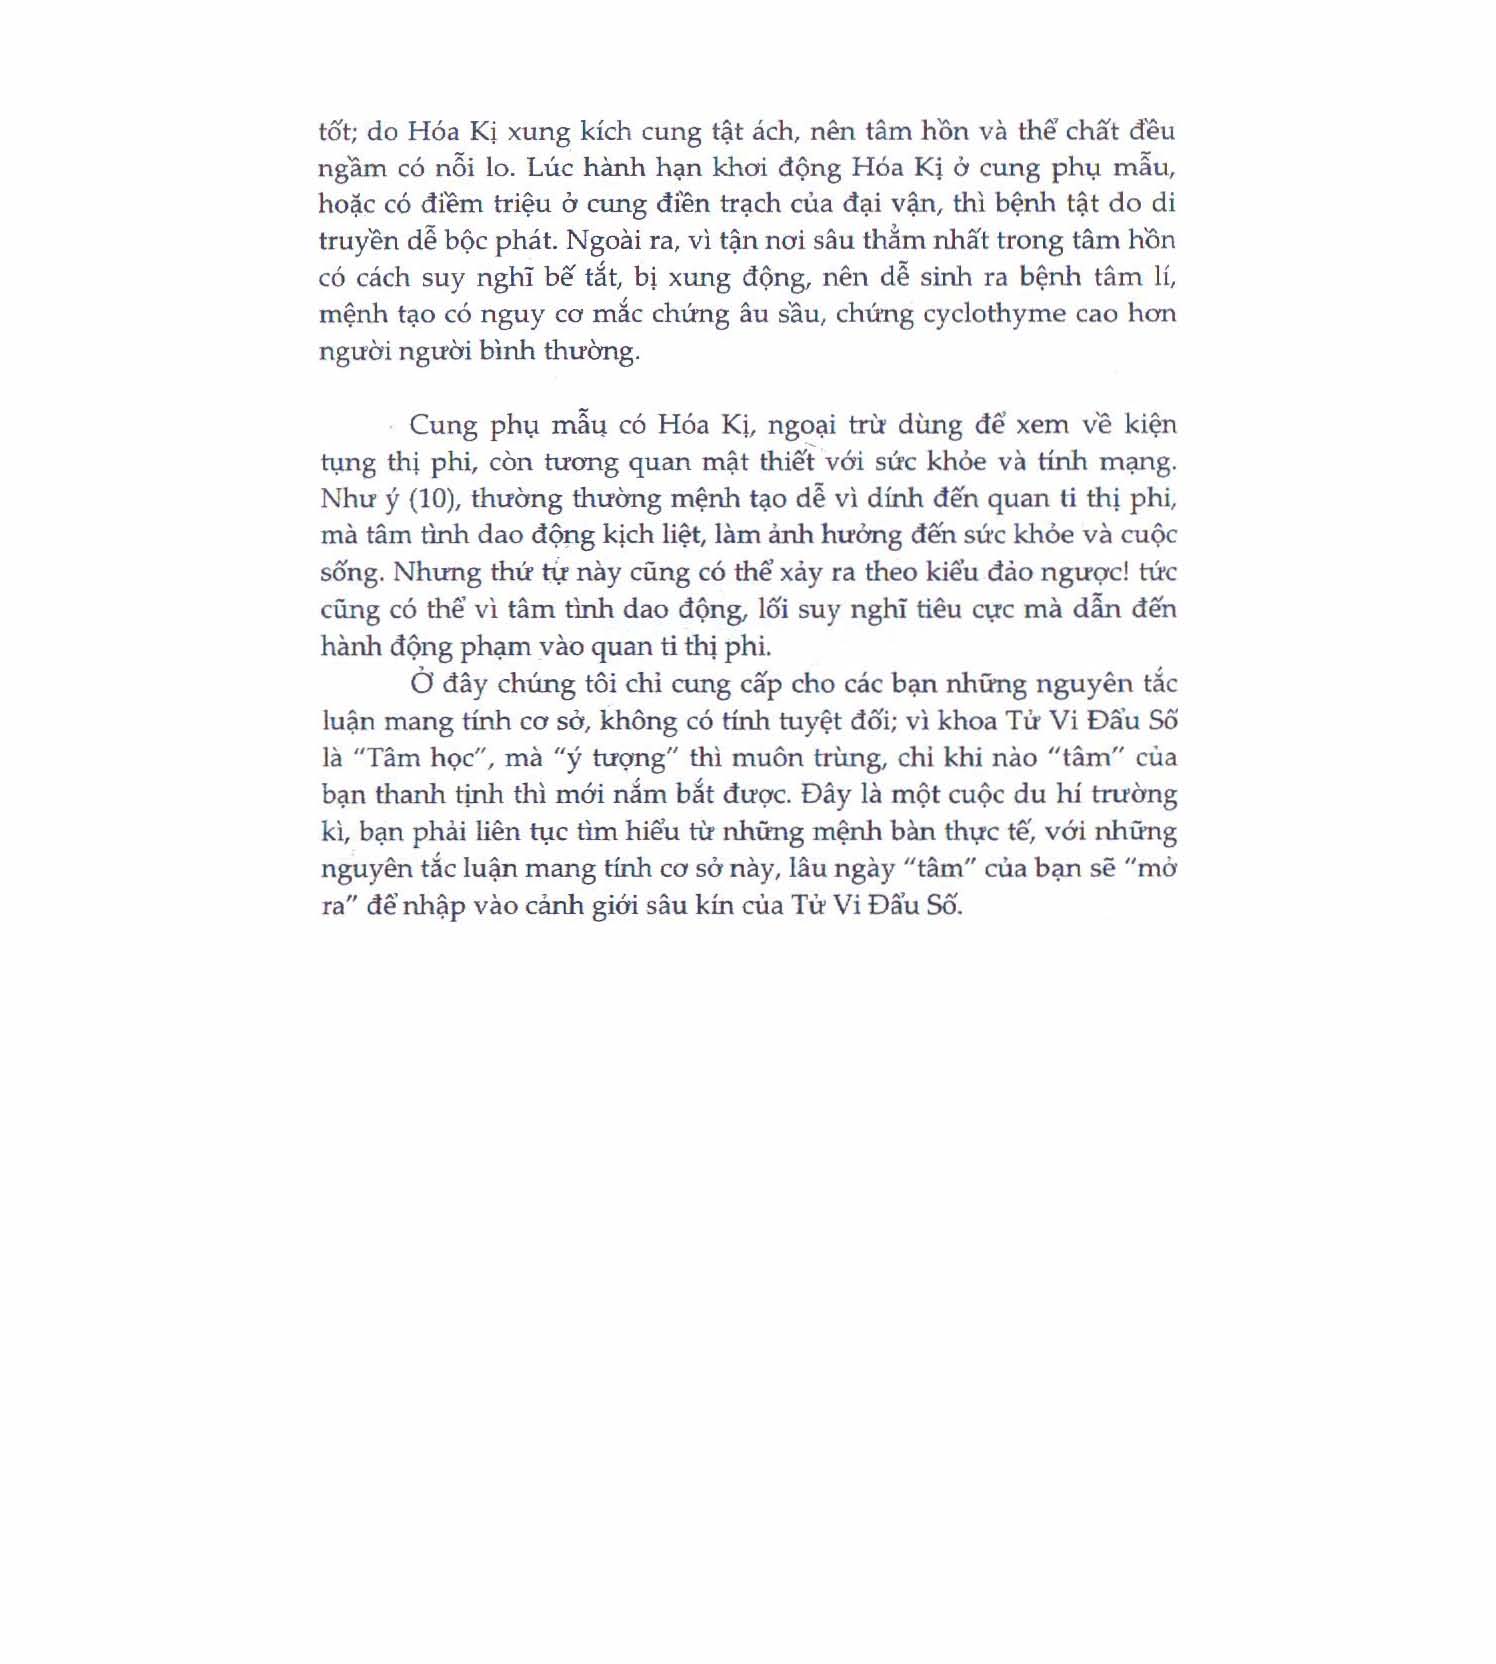 tốt; do Hóa Kị xung kích cung tật ách, nên tâm hồn và thể chất đều
ngầm có nỗi lo. Lúc hành hạn khơi động Hóa Kị ở cung phụ mẫu,
hoặc có điềm triệu ở cung điền trạch của đại vận, thì bệnh tật do di
truyền dễ bộc phát. Ngoài ra, vì tận nơi sâu thẳm nhất trong tâm hồn
có cách suy nghĩ bế tắt, bị xung động, nên dễ sinh ra bệnh tâm lí,
mệnh tạo có nguy cơ mắc chứng âu sầu, chứng cyclothyme cao hơn
người người bình thường.
Cung phụ mẫu có Hóa Kị, ngoại trừ dùng để xem về kiện
tụng thị phi, còn tương quan mật thiết với sức khỏe và tính mạng.
Như ý (10), thường thường mệnh tạo dễ vì dính đến quan ti thị phi,
mà tâm tình dao động kịch liệt, làm ảnh hưởng đến sức khỏe và cuộc
sống. Nhưng thứ tự này cũng có thể xảy ra theo kiểu đảo ngược! tức
cũng có thể vì tâm tình dao động, lối suy nghĩ tiêu cực mà dẫn đến
hành động phạm vào quan ti thị phi.
Ở đây chúng tôi chỉ cung cấp cho các bạn những nguyên tắc
luận mang tính cơ sở, không có tính tuyệt đối; vì khoa Tử Vi Đẩu Số
là "Tâm học", mà "ý tượng" thì muôn trùng, chỉ khi nào "tâm" của
bạn thanh tịnh thì mới nắm bắt được. Đây là một cuộc du hí trường
kì, bạn phải liên tục tìm hiểu từ những mệnh bàn thực tế, với những
nguyên tắc luận mang tính cơ sở này, lâu ngày "tâm" của bạn sẽ "mở
ra" để nhập vào cảnh giới sâu kín của Tử Vi Đẩu Số.